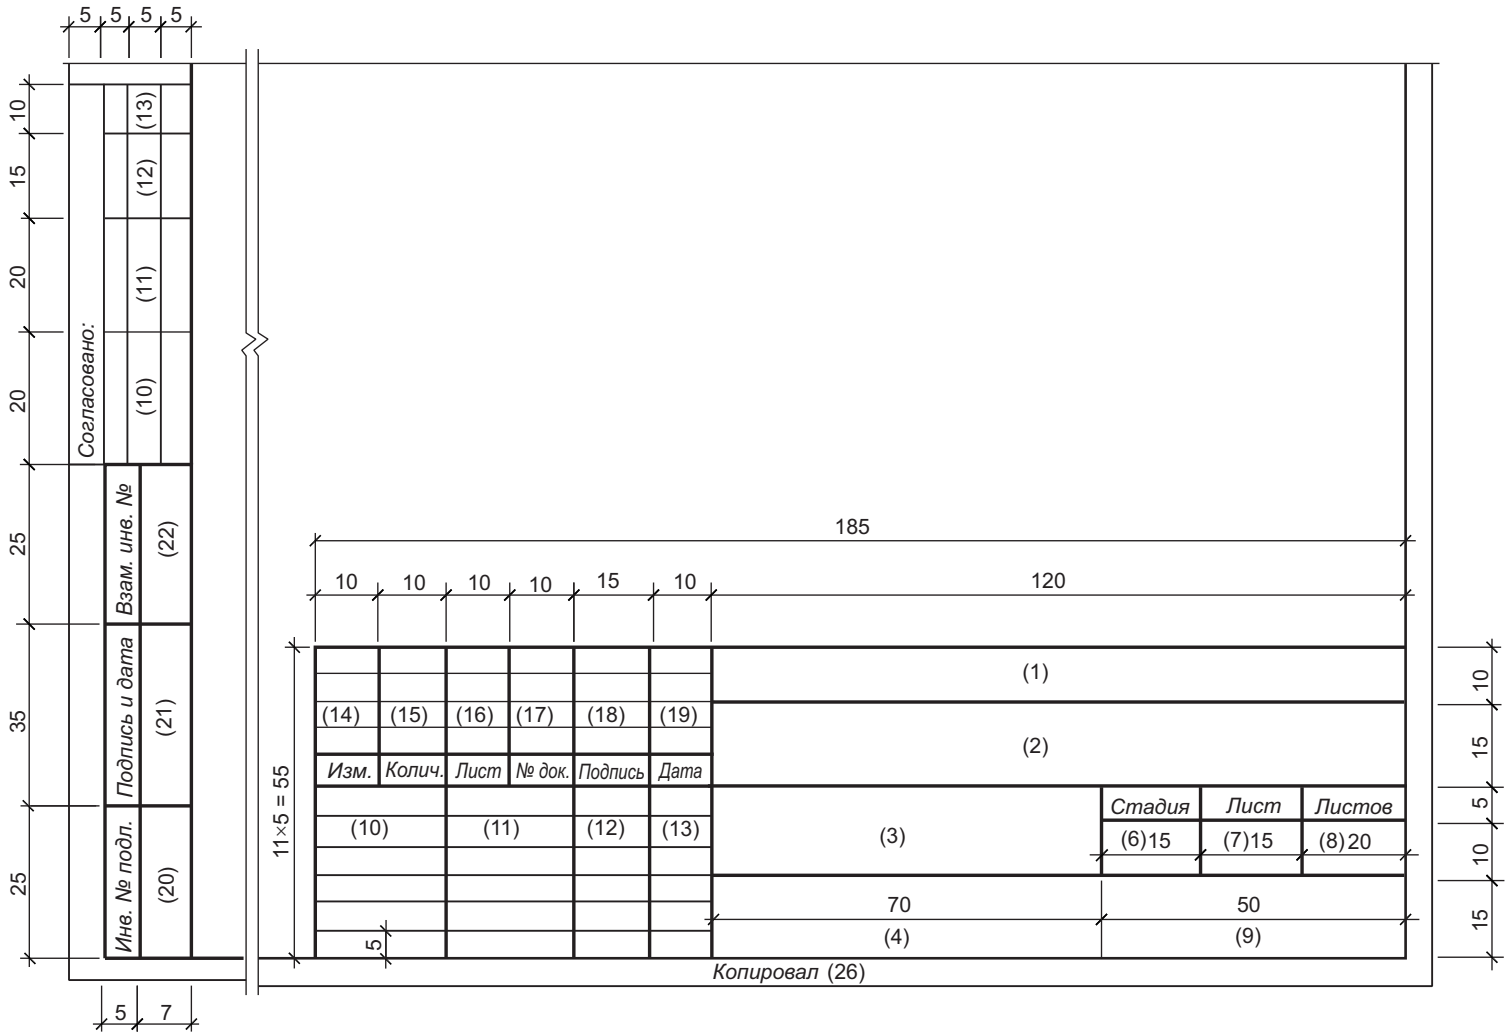 5 5 5 5
10
15
20
20
25
35
25
(13)
(12)
(11)
(10)
Согласовано:
Взам. инв. №
(22)
Подпись и дата
(21)
Инв. № подл.
(20)
5 7
185
10 10 10 10 15 10 120
11×5 = 55
(1)
(14) (15) (16) (17) (18) (19)
(2)
Изм. Колич. Лист № док. Подпись Дата
Стадия Лист Листов
(10) (11) (12) (13)
(3)
(6)15 (7)15 (8)20
70 50
(4) (9)
5
Копировал (26)
10
15
5
10
15